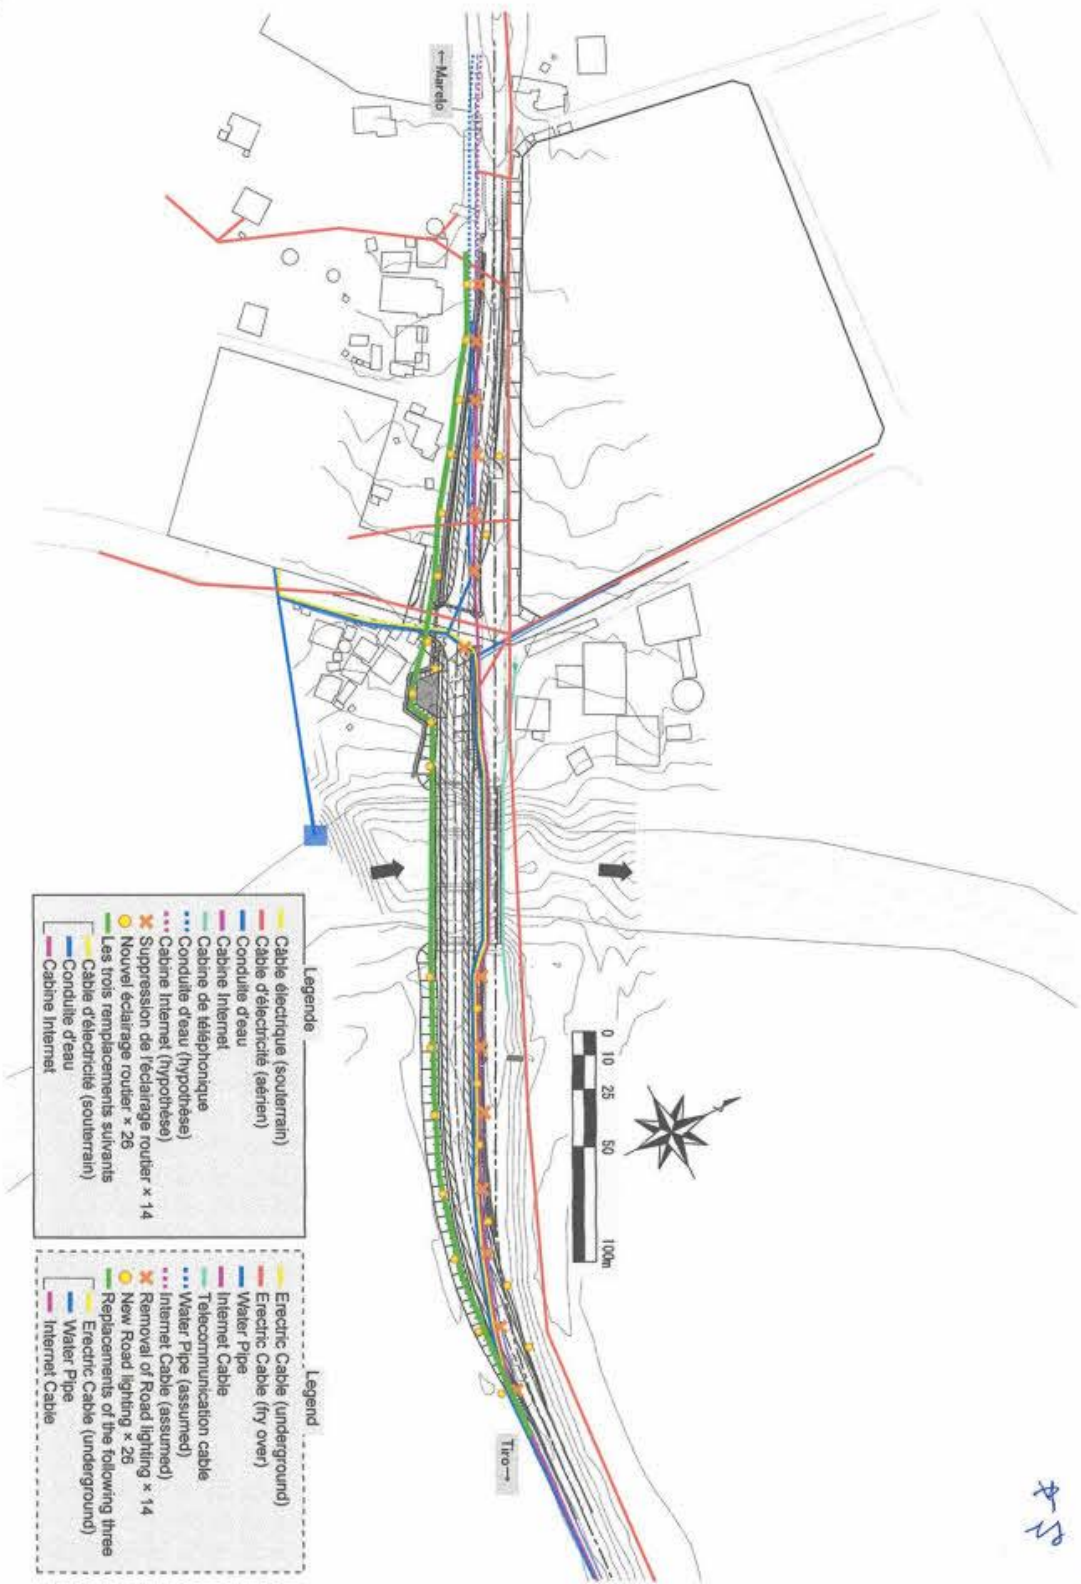 ←Marelo
Tiro→
0 10 25 50 100m
Legende
Câble électrique (souterrain)
Câble d'électricité (aérien)
Conduite d'eau
Cabine Internet
Cabine de téléphonique
Conduite d'eau (hypothèse)
Cabine Internet (hypothèse)
Suppression de l'éclairage routier × 14
Nouvel éclairage routier × 26
Les trois remplacements suivants
Câble d'électricité (souterrain)
Conduite d'eau
Cabine Internet
Legend
Erectric Cable (underground)
Erectric Cable (fry over)
Water Pipe
Internet Cable
Telecommunication cable
Water Pipe (assumed)
Internet Cable (assumed)
Removal of Road lighting × 14
New Road lighting × 26
Replacements of the following three
Erectric Cable (underground)
Water Pipe
Internet Cable